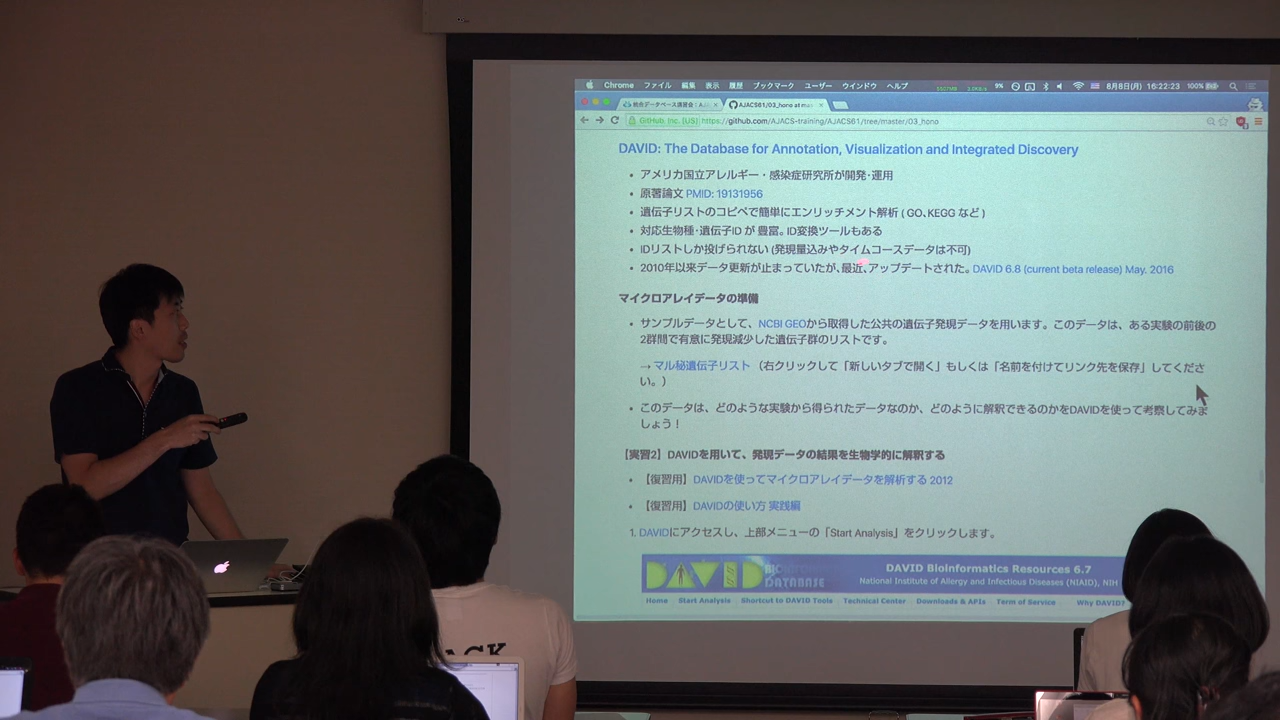 Chrome ファイル 編集 表示 履歴 ブックマーク ユーザー ウインドウ ヘルプ 9% 8月8日(月) 16:22:23 100%
統合データベース講習会：AJ AJACS61/03_hono at mas
GitHub, Inc. [US] https://github.com/AJACS-training/AJACS61/tree/master/03_hono
DAVID: The Database for Annotation, Visualization and Integrated Discovery
• アメリカ国立アレルギー・感染症研究所が開発・運用
• 原著論文 PMID: 19131956
• 遺伝子リストのコピペで簡単にエンリッチメント解析 ( GO、KEGG など )
• 対応生物種・遺伝子ID が 豊富。ID変換ツールもある
• IDリストしか投げられない (発現量込みやタイムコースデータは不可)
• 2010年以来データ更新が止まっていたが、最近、アップデートされた。DAVID 6.8 (current beta release) May. 2016
マイクロアレイデータの準備
• サンプルデータとして、NCBI GEOから取得した公共の遺伝子発現データを用います。このデータは、ある実験の前後の
2群間で有意に発現減少した遺伝子群のリストです。
→ マル秘遺伝子リスト （右クリックして「新しいタブで開く」もしくは「名前を付けてリンク先を保存」してくださ
い。）
• このデータは、どのような実験から得られたデータなのか、どのように解釈できるのかをDAVIDを使って考察してみま
しょう！
【実習2】DAVIDを用いて、発現データの結果を生物学的に解釈する
• 【復習用】DAVIDを使ってマイクロアレイデータを解析する 2012
• 【復習用】DAVIDの使い方 実践編
1. DAVIDにアクセスし、上部メニューの「Start Analysis」をクリックします。
DAVID BIOINFORMATICS DATABASE
DAVID Bioinformatics Resources 6.7
National Institute of Allergy and Infectious Diseases (NIAID), NIH
Home Start Analysis Shortcut to DAVID Tools Technical Center Downloads & APIs Term of Service Why DAVID?